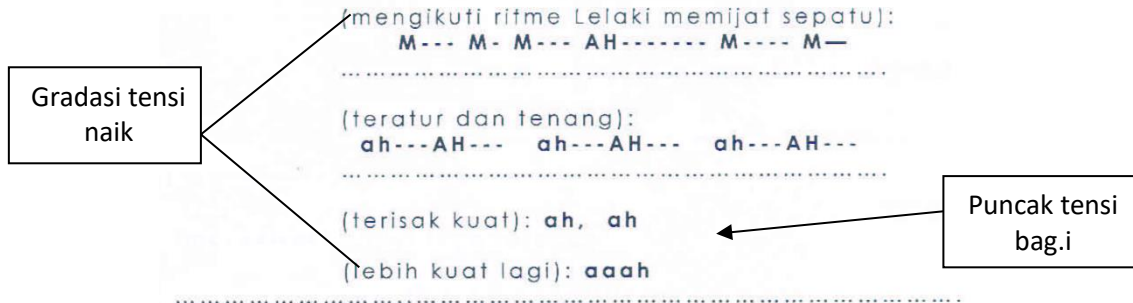 (mengikuti ritme Lelaki memijat sepatu):
M--- M- M--- AH------- M---- M—
Gradasi tensi
naik
(teratur dan tenang):
ah---AH--- ah---AH--- ah---AH---
(terisak kuat): ah, ah
Puncak tensi
bag.i
(lebih kuat lagi): aaah